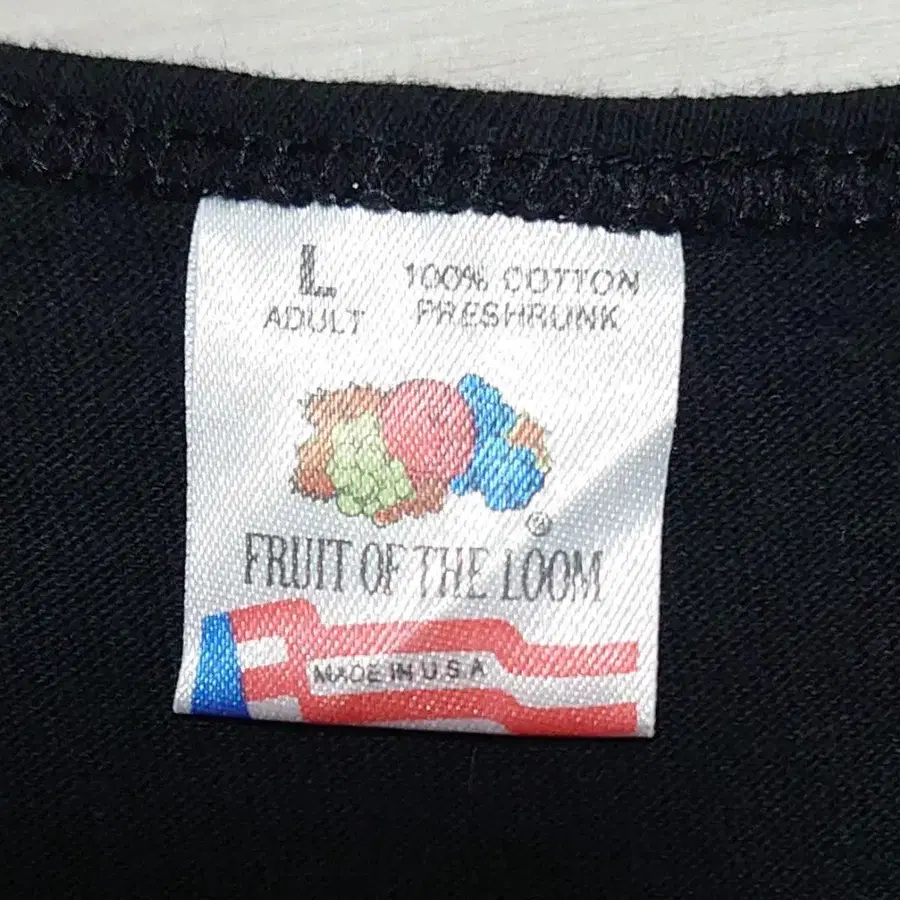 L
ADULT
100% COTTON
PRESHRUNK
®
FRUIT OF THE LOOM
MADE IN U.S.A